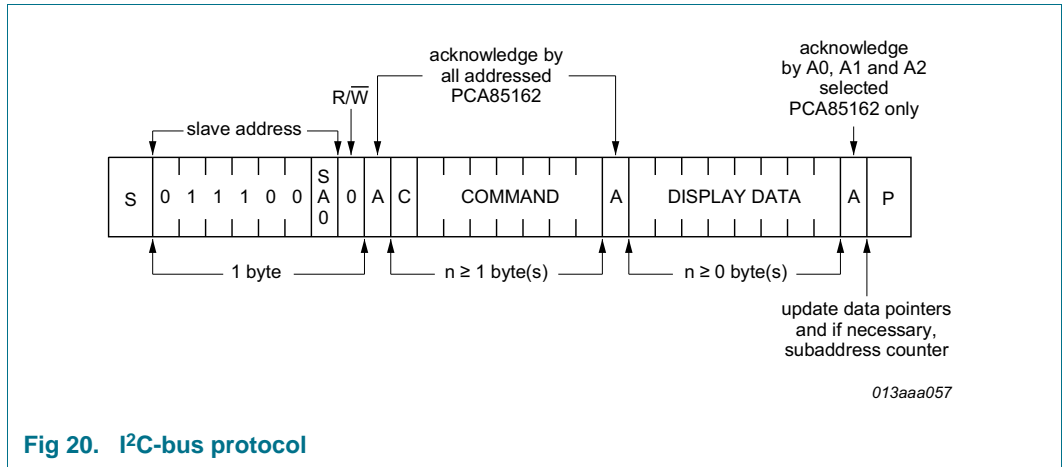 acknowledge by
all addressed
PCA85162
acknowledge
by A0, A1 and A2
selected
PCA85162 only
R/W̅
slave address
S 0 1 1 1 0 0 SA0 0 A C COMMAND A DISPLAY DATA A P
1 byte n ≥ 1 byte(s) n ≥ 0 byte(s)
update data pointers
and if necessary,
subaddress counter
013aaa057
Fig 20. I²C-bus protocol